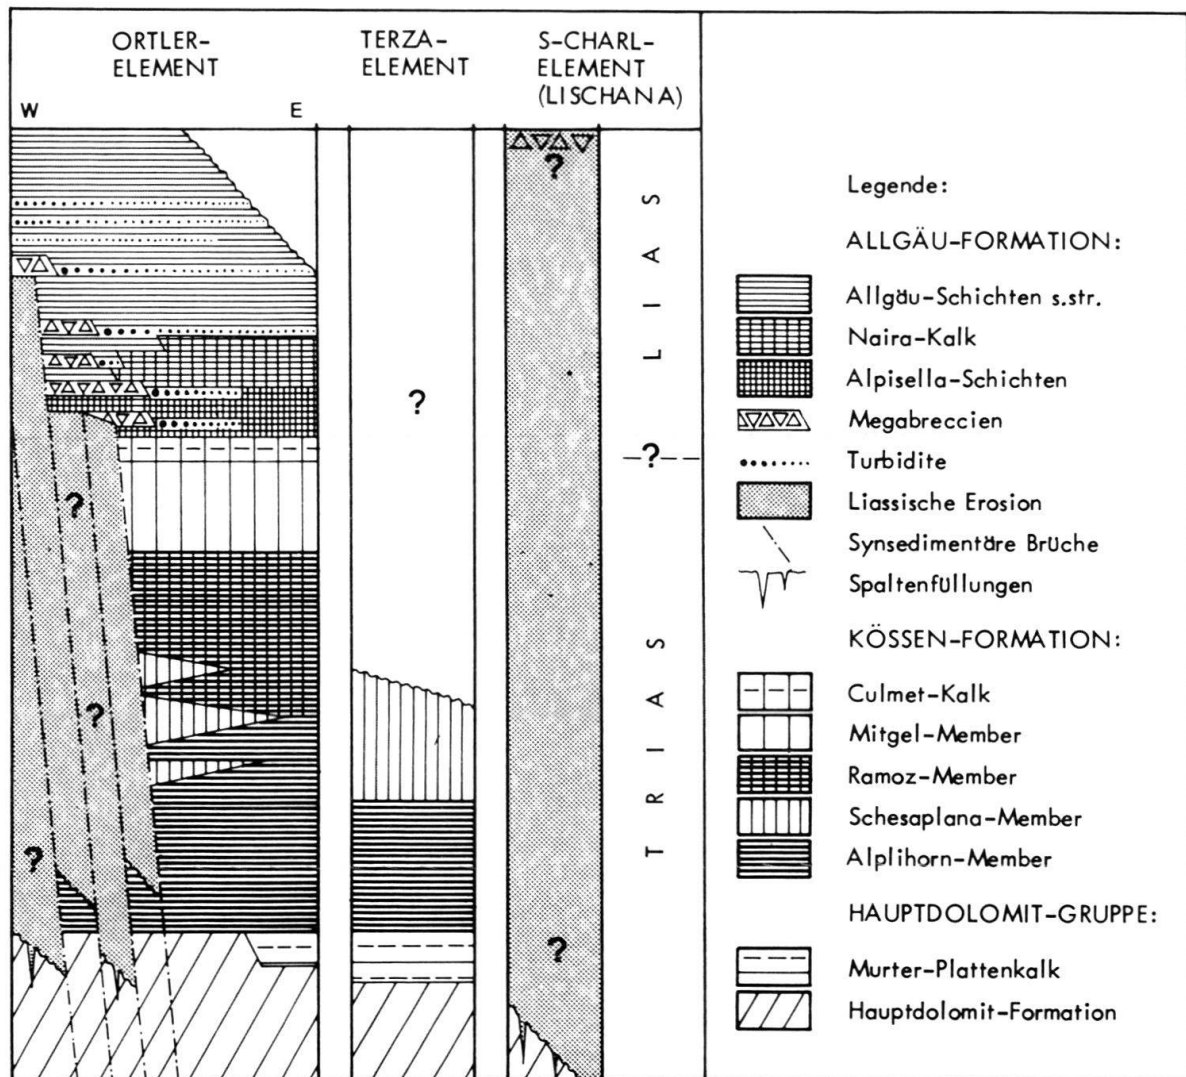 ORTLER-
ELEMENT
W E
TERZA-
ELEMENT
S-CHARL-
ELEMENT
(LISCHANA)
?
?
?
?
?
?
?
?
LIAS
TRIAS
Legende:
ALLGÄU-FORMATION:
Allgäu-Schichten s.str.
Naira-Kalk
Alpisella-Schichten
Megabreccien
Turbidite
Liassische Erosion
Synsedimentäre Brüche
Spaltenfüllungen
KÖSSEN-FORMATION:
Culmet-Kalk
Mitgel-Member
Ramoz-Member
Schesaplana-Member
Alplihorn-Member
HAUPTDOLOMIT-GRUPPE:
Murter-Plattenkalk
Hauptdolomit-Formation